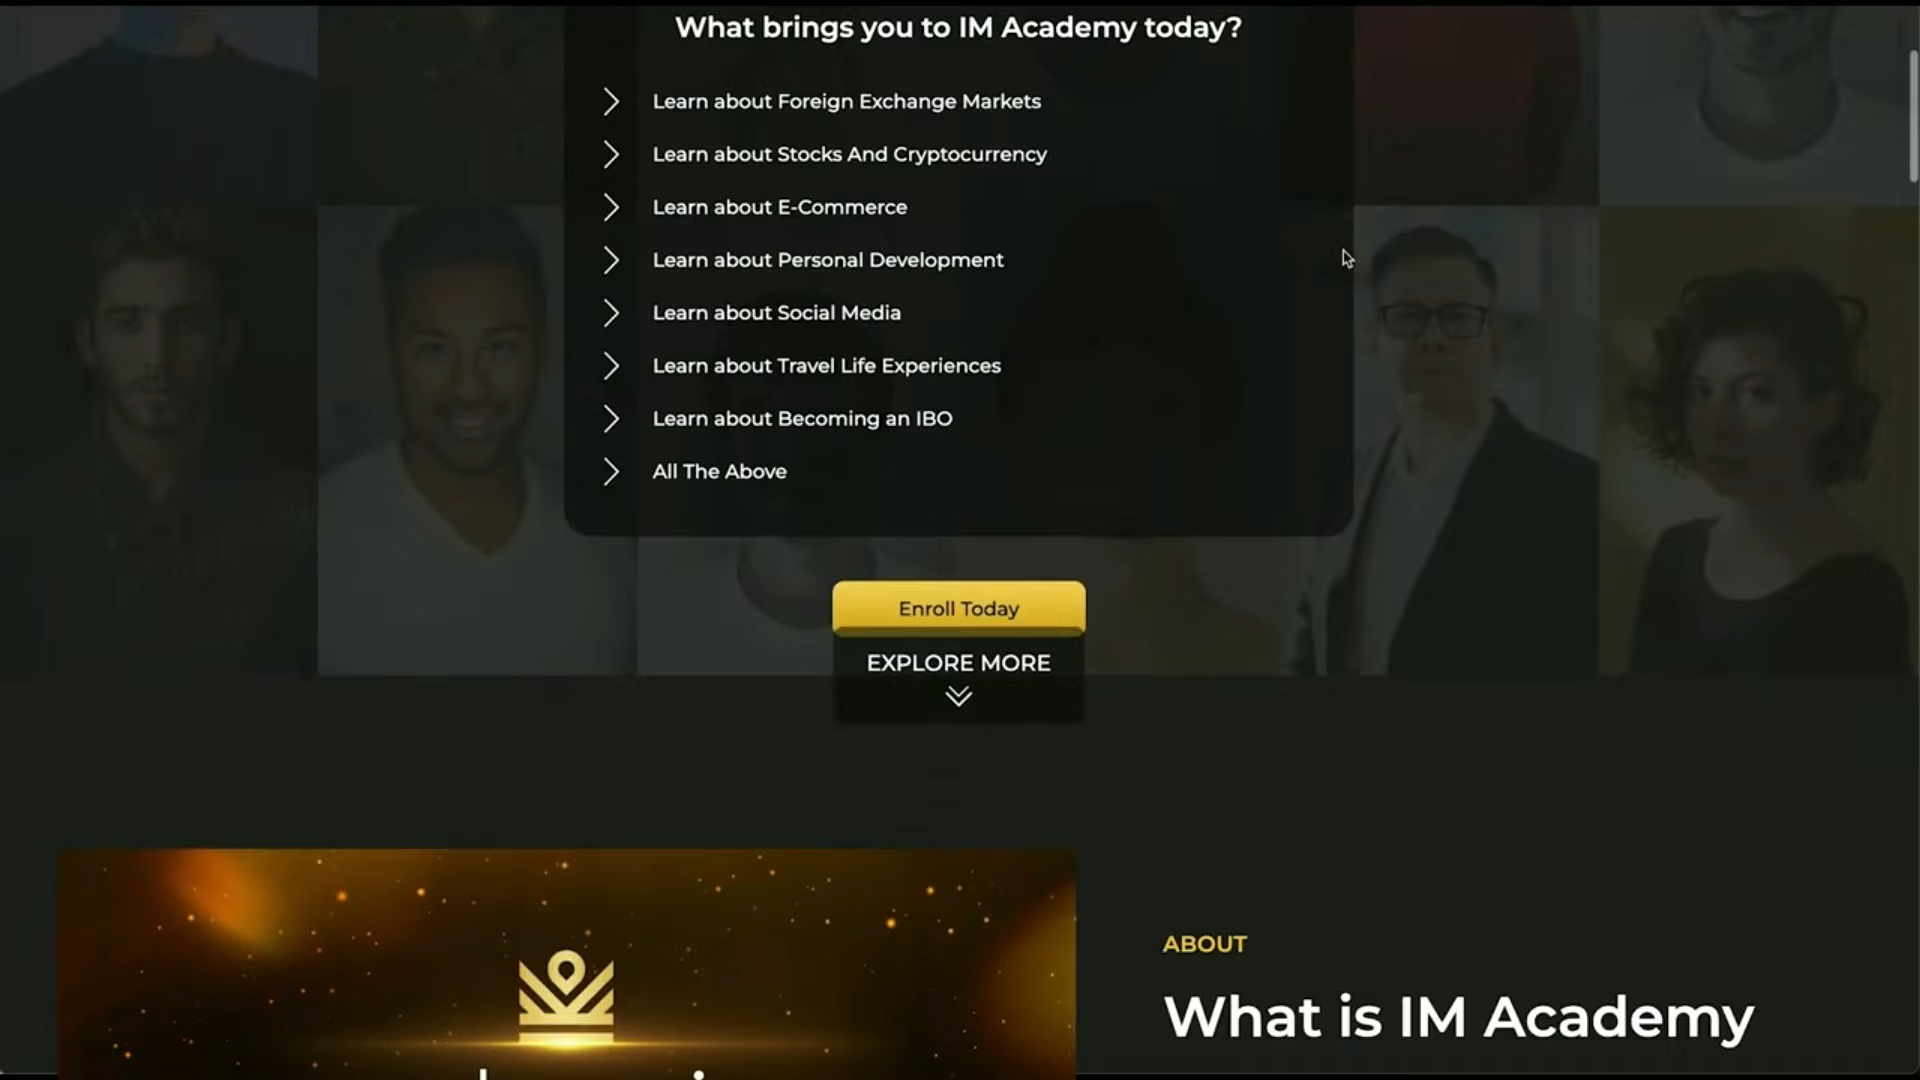 What brings you to IM Academy today?
Learn about Foreign Exchange Markets
Learn about Stocks And Cryptocurrency
Learn about E-Commerce
Learn about Personal Development
Learn about Social Media
Learn about Travel Life Experiences
Learn about Becoming an IBO
All The Above
Enroll Today
EXPLORE MORE
ABOUT
What is IM Academy